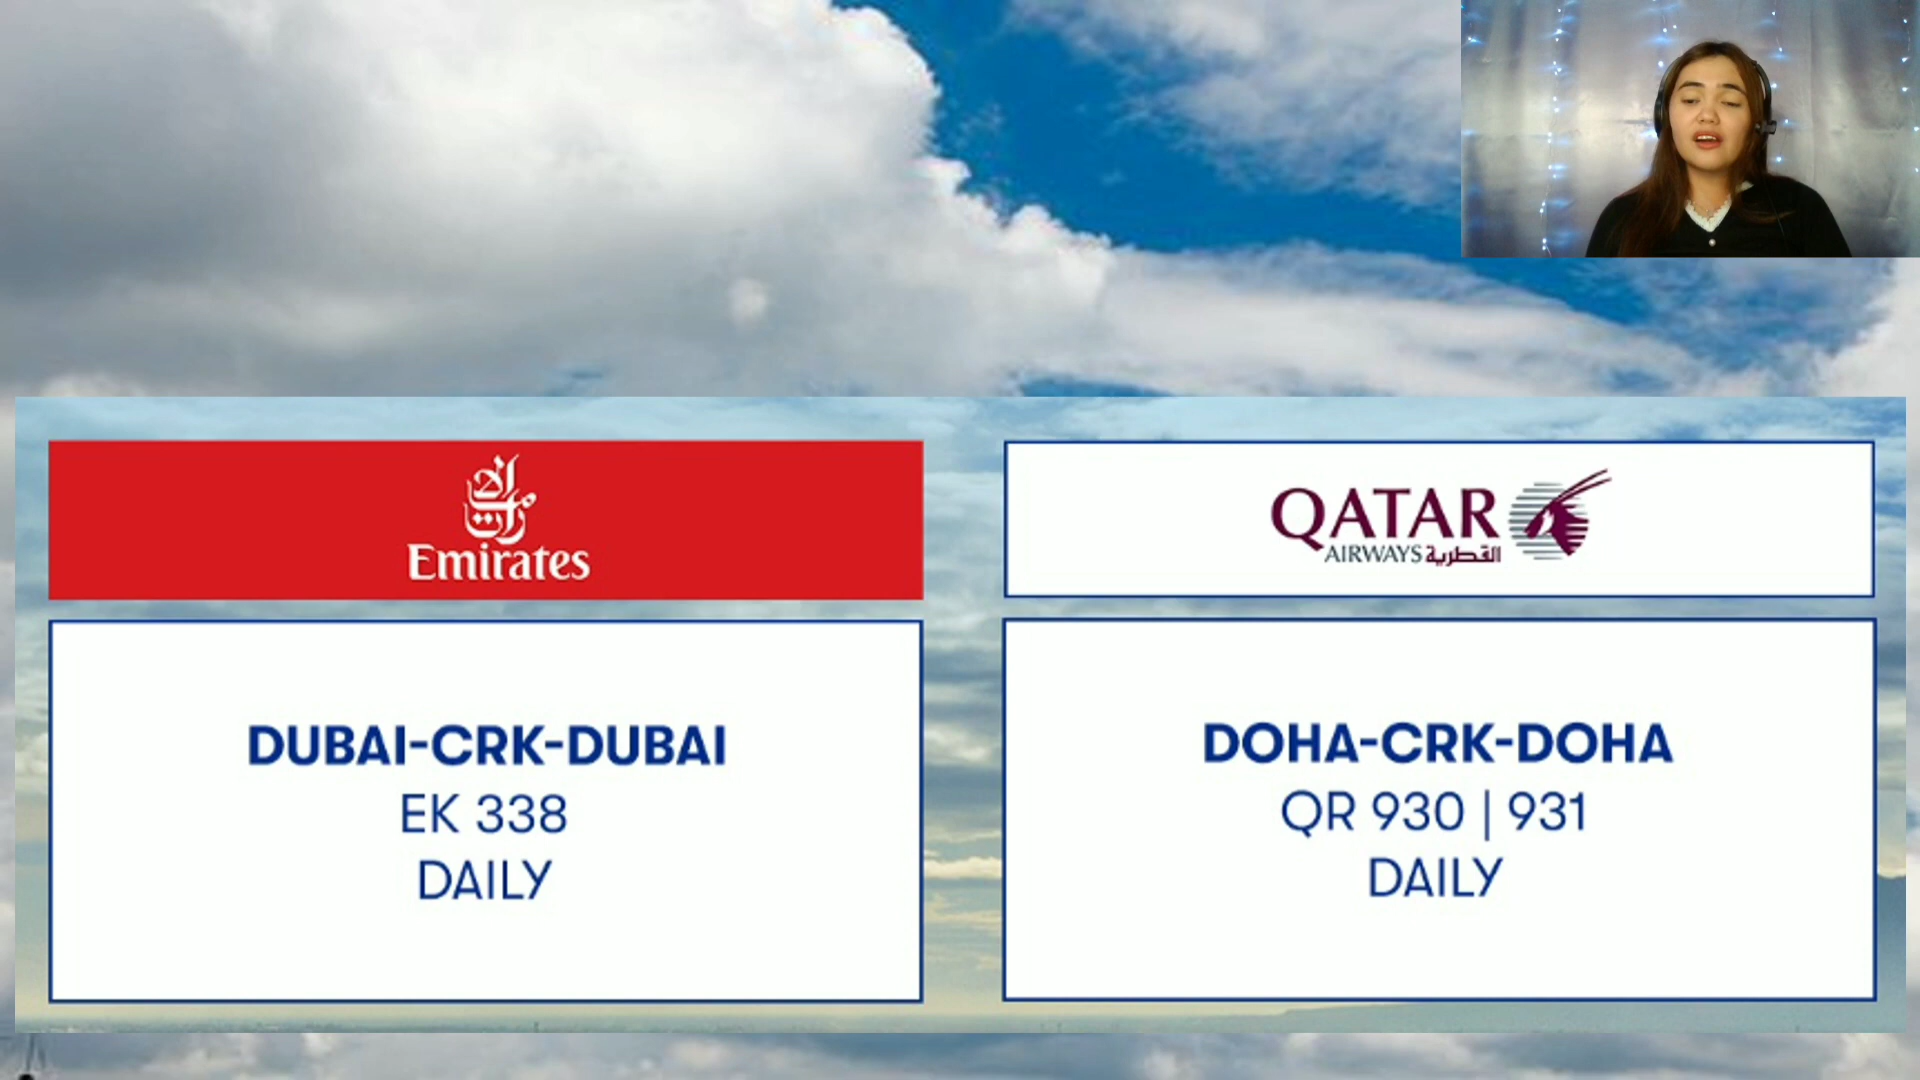 الإمارات
Emirates
DUBAI-CRK-DUBAI
EK 338
DAILY
QATAR
AIRWAYS القطرية
DOHA-CRK-DOHA
QR 930 | 931
DAILY